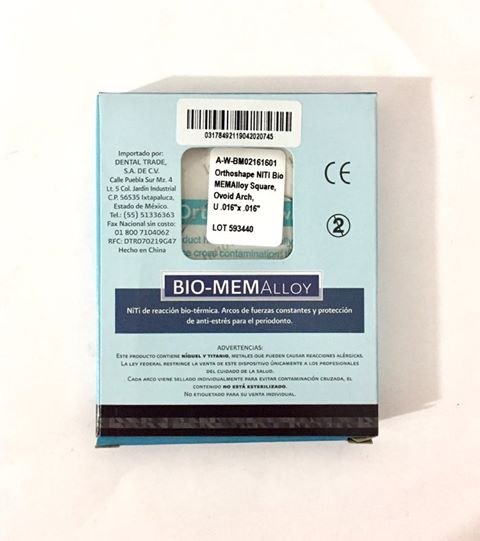 03178492119042020745
A-W-BM02161601
Orthoshape NITI Bio
MEMAlloy Square,
Ovoid Arch,
U .016"x .016"
LOT 593440
Importado por:
DENTAL TRADE,
S.A. DE C.V.
Calle Puebla Sur Mz. 4
Lt. 5 Col. Jardín Industrial
C.P. 56535 Ixtapaluca,
Estado de México.
Tel.: (55) 51336363
Fax Nacional sin costo:
01 800 7104062
RFC: DTR070219G47
Hecho en China
CE
2
BIO-MEMALLOY
NiTi de reacción bio-térmica. Arcos de fuerzas constantes y protección
de anti-estrés para el periodonto.
ADVERTENCIAS:
ESTE PRODUCTO CONTIENE NÍQUEL Y TITANIO, METALES QUE PUEDEN CAUSAR REACCIONES ALÉRGICAS.
LA LEY FEDERAL RESTRINGE LA VENTA DE ESTE DISPOSITIVO ÚNICAMENTE A LOS PROFESIONALES
DEL CUIDADO DE LA SALUD.
CADA ARCO VIENE SELLADO INDIVIDUALMENTE PARA EVITAR CONTAMINACIÓN CRUZADA, EL
CONTENIDO NO ESTÁ ESTERILIZADO.
NO ETIQUETADO PARA SU VENTA INDIVIDUAL.